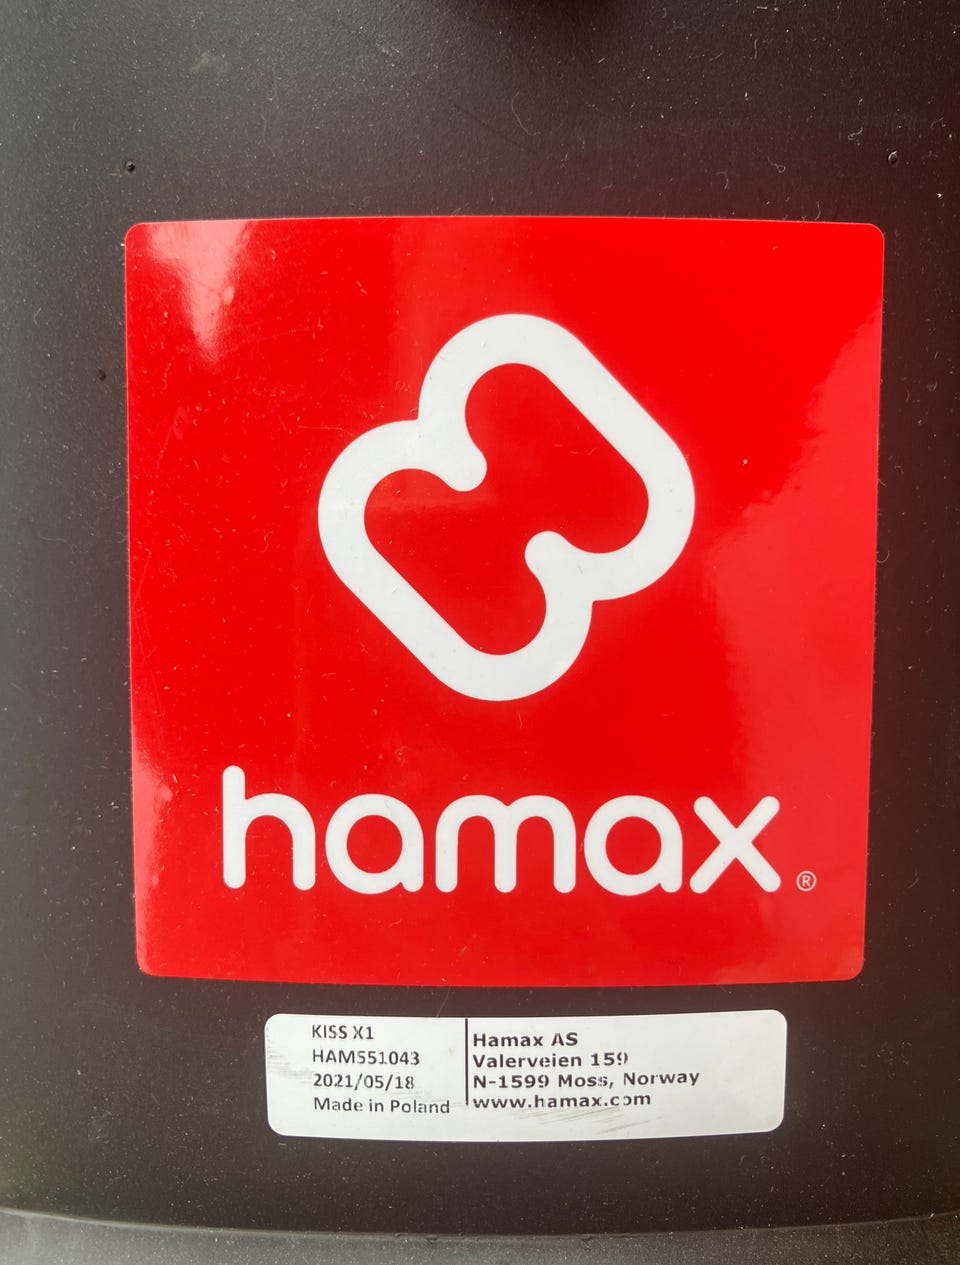 hamax ®
KISS X1
HAM551043
2021/05/18
Made in Poland
Hamax AS
Valerveien 159
N-1599 Moss, Norway
www.hamax.com